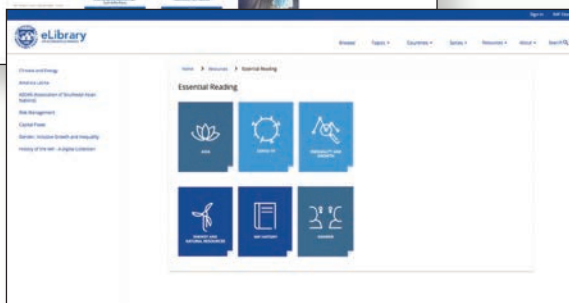 Sign in
eLibrary
Browse Topics Countries Series Resources About Search
Climate and Energy
America Latina
ASEAN (Association of Southeast Asian Nations)
Risk Management
Capital Flows
Gender, Inclusive Growth and Inequality
History of the IMF - A Digital Collection
Home > Resources > Essential Reading
Essential Reading
ASIA
COVID-19
INEQUALITY AND
GROWTH
ENERGY AND
NATURAL RESOURCES
IMF HISTORY
GENDER